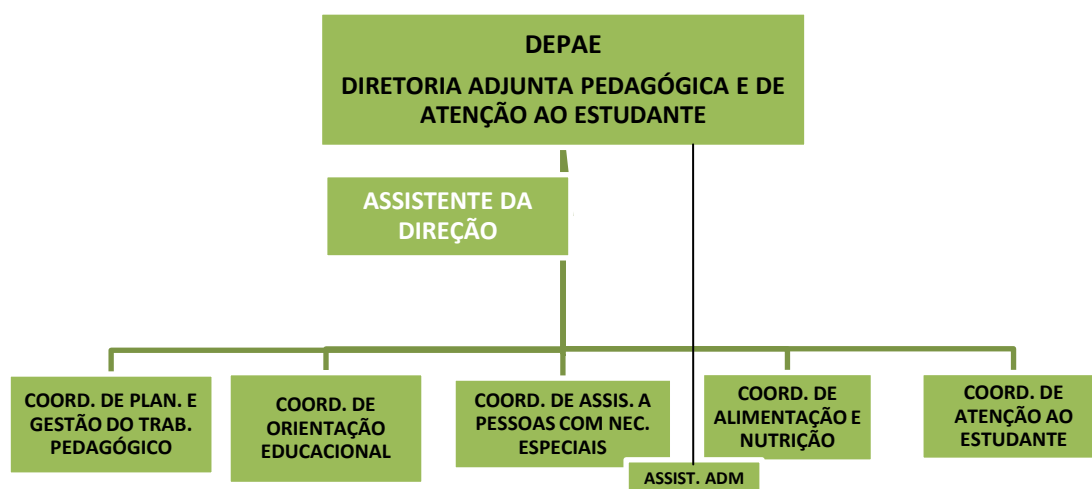 DEPAE
DIRETORIA ADJUNTA PEDAGÓGICA E DE
ATENÇÃO AO ESTUDANTE
ASSISTENTE DA
DIREÇÃO
COORD. DE PLAN. E
GESTÃO DO TRAB.
PEDAGÓGICO
COORD. DE
ORIENTAÇÃO
EDUCACIONAL
COORD. DE ASSIS. A
PESSOAS COM NEC.
ESPECIAIS
COORD. DE
ALIMENTAÇÃO E
NUTRIÇÃO
COORD. DE
ATENÇÃO AO
ESTUDANTE
ASSIST. ADM